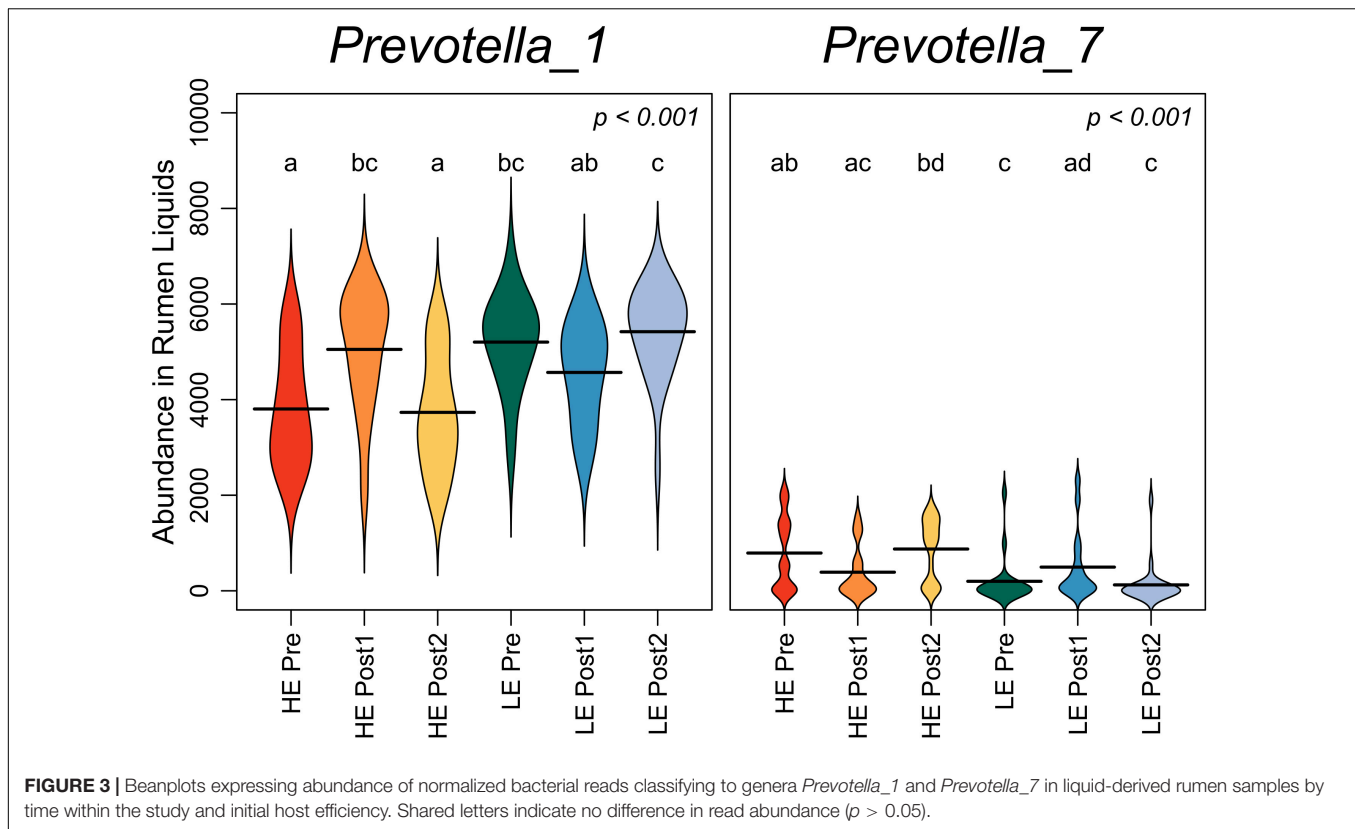 Prevotella_1
Prevotella_7
Abundance in Rumen Liquids
10000
8000
6000
4000
2000
0
p < 0.001
a bc a bc ab c
p < 0.001
ab ac bd c ad c
HE Pre
HE Post1
HE Post2
LE Pre
LE Post1
LE Post2
HE Pre
HE Post1
HE Post2
LE Pre
LE Post1
LE Post2
FIGURE 3 | Beanplots expressing abundance of normalized bacterial reads classifying to genera Prevotella_1 and Prevotella_7 in liquid-derived rumen samples by
time within the study and initial host efficiency. Shared letters indicate no difference in read abundance (p > 0.05).